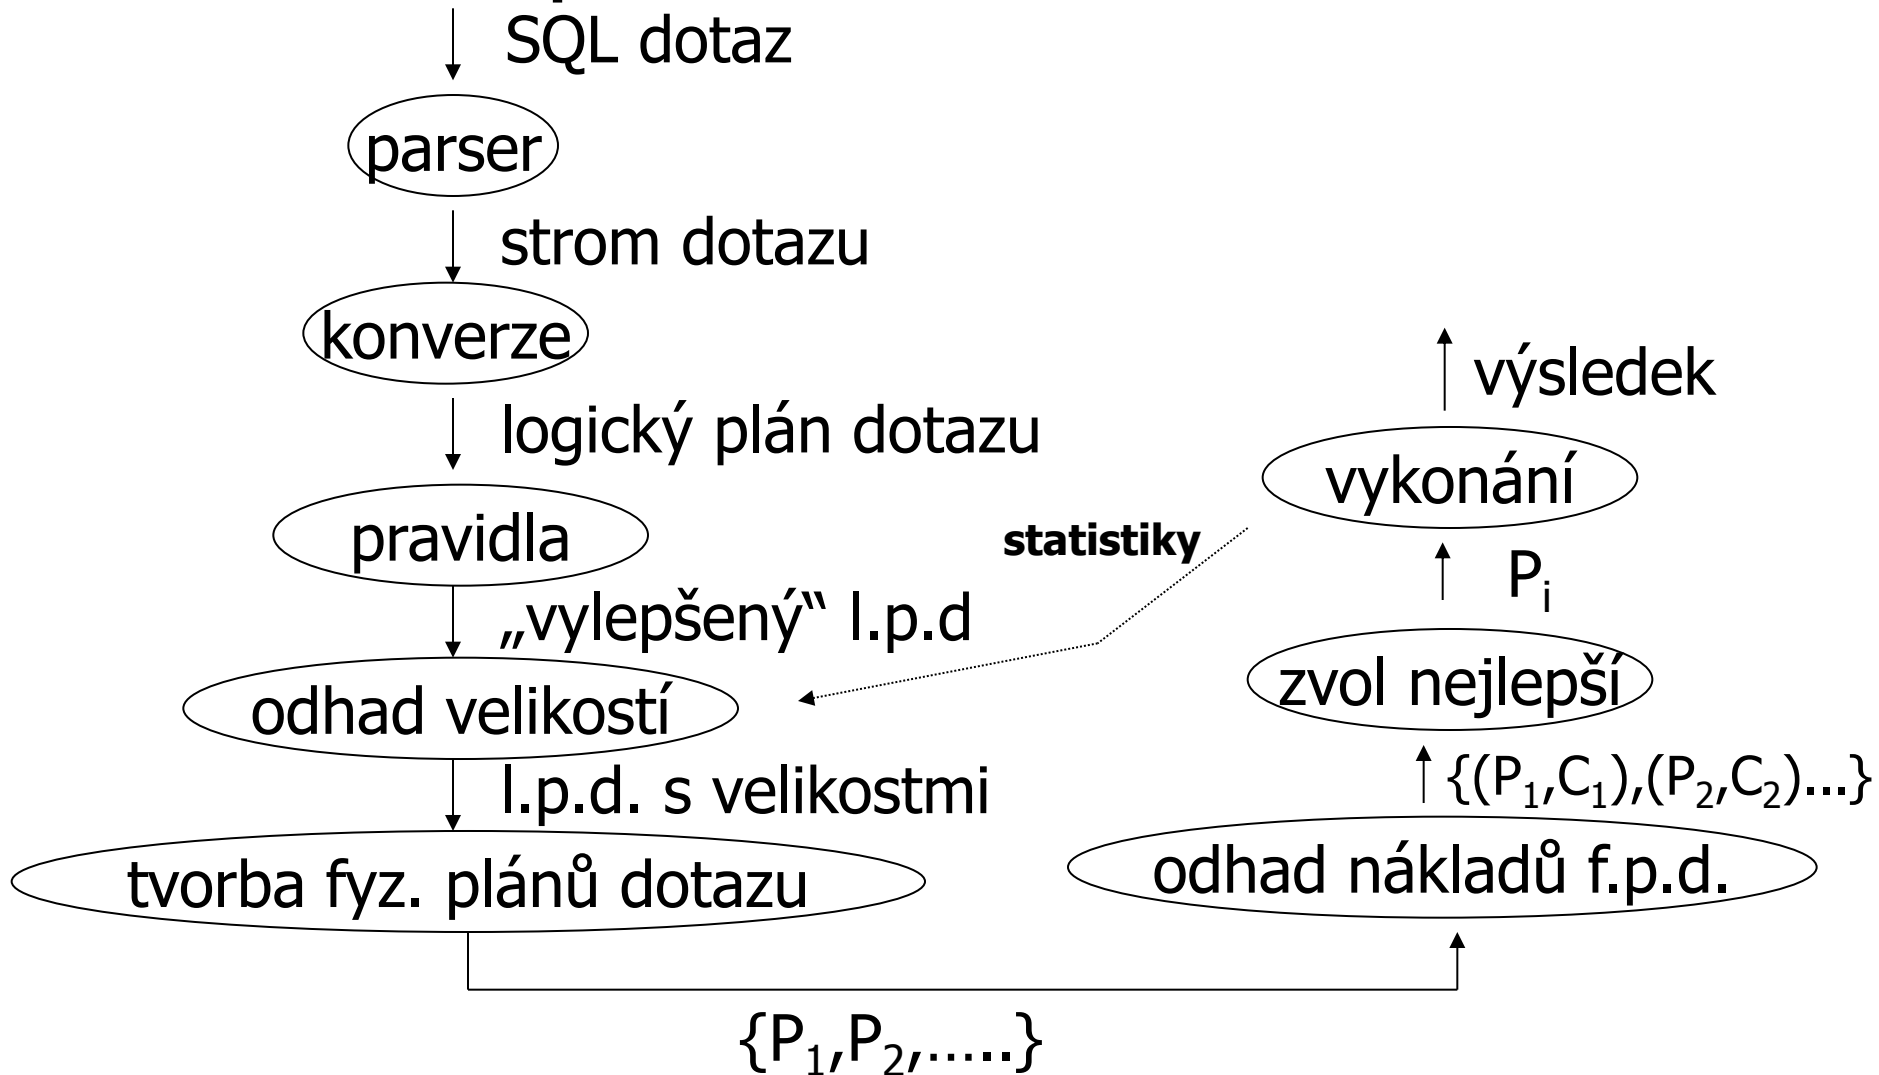 SQL dotaz
parser
strom dotazu
konverze
logický plán dotazu
pravidla
„vylepšený“ l.p.d
odhad velikostí
l.p.d. s velikostmi
tvorba fyz. plánů dotazu
{P1,P2,.....}
odhad nákladů f.p.d.
{(P1,C1),(P2,C2)...}
zvol nejlepší
Pi
vykonání
výsledek
statistiky